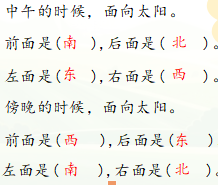 中午的时候，面向太阳。
前面是(南 ),后面是( 北 )。
左面是(东 ),右面是( 西 )。
傍晚的时候，面向太阳。
前面是(西 ),后面是(东 )。
左面是(南 ),右面是( 北 )。